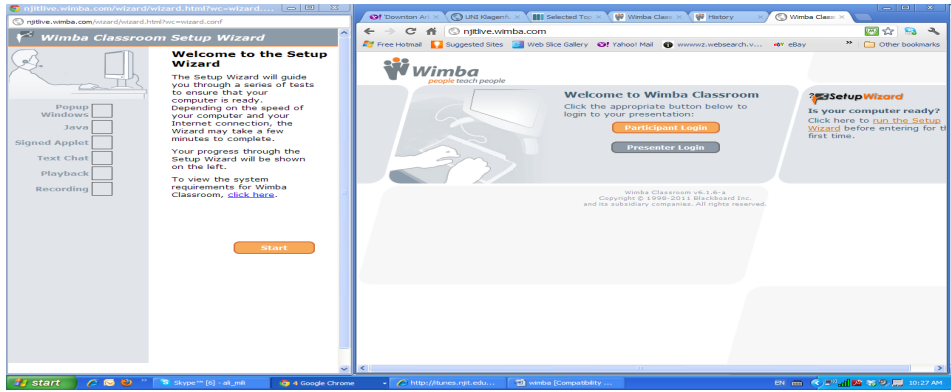 njitlive.wimba.com/wizard/wizard.html?wc=wizard....
njitlive.wimba.com/wizard/wizard.html?wc=wizard.conf
Wimba Classroom Setup Wizard
Popup
Windows
Java
Signed Applet
Text Chat
Playback
Recording
Welcome to the Setup
Wizard
The Setup Wizard will guide
you through a series of tests
to ensure that your
computer is ready.
Depending on the speed of
your computer and your
Internet connection, the
Wizard may take a few
minutes to complete.
Your progress through the
Setup Wizard will be shown
on the left.
To view the system
requirements for Wimba
Classroom, click here.
Start
Downton UNI Klagenf Selected To Wimba Class History Wimba Class
njitlive.wimba.com
Free Hotmail Suggested Sites Web Slice Gallery Yahoo! Mail wwwwz.websearch.v... eBay » Other bookmarks
Wimba
people teach people
Welcome to Wimba Classroom
Click the appropriate button below to
login to your presentation:
Participant Login
Presenter Login
SetupWizard
Is your computer ready?
Click here to run the Setup
Wizard before entering for t
first time.
Wimba Classroom v6.1.6-a
Copyright © 1998-2011 Blackboard Inc.
and its subsidiary companies. All rights reserved.
start Skype™ [6] - ali_mili 4 Google Chrome http://itunes.njit.edu... wimba [Compatibility ... EN 10:27 AM